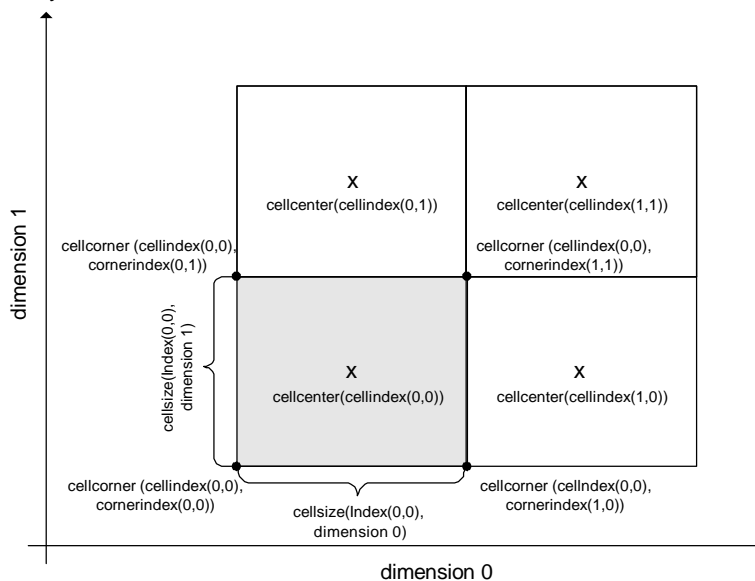 x
cellcenter(cellindex(0,1))
x
cellcenter(cellindex(1,1))
dimension 1
cellcorner (cellindex(0,0),
cornerindex(0,1))
cellcorner (cellindex(0,0),
cornerindex(1,1))
cellsize(Index(0,0),
dimension 1)
x
cellcenter(cellindex(0,0))
x
cellcenter(cellindex(1,0))
cellcorner (cellindex(0,0),
cornerindex(0,0))
cellsize(Index(0,0),
dimension 0)
cellcorner (cellndex(0,0),
cornerindex(1,0))
dimension 0